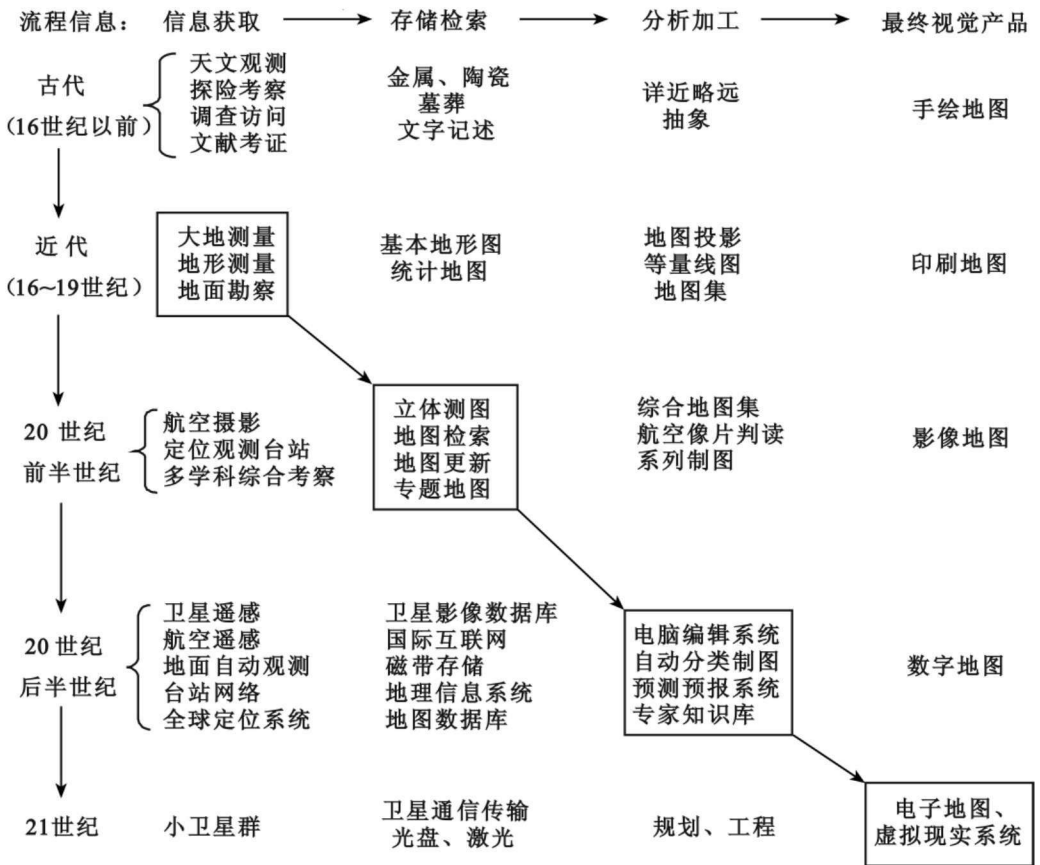 流程信息： 信息获取 存储检索 分析加工 最终视觉产品
古代
（16世纪以前）
天文观测
探险考察
调查访问
文献考证
金属、陶瓷
墓葬
文字记述
详近略远
抽象
手绘地图
近代
（16~19世纪）
大地测量
地形测量
地面勘察
基本地形图
统计地图
地图投影
等量线图
地图集
印刷地图
20 世纪
前半世纪
航空摄影
定位观测台站
多学科综合考察
立体测图
地图检索
地图更新
专题地图
综合地图集
航空像片判读
系列制图
影像地图
20世纪
后半世纪
卫星遥感
航空遥感
地面自动观测
台站网络
全球定位系统
卫星影像数据库
国际互联网
磁带存储
地理信息系统
地图数据库
电脑编辑系统
自动分类制图
预测预报系统
专家知识库
数字地图
21世纪
小卫星群
卫星通信传输
光盘、激光
规划、工程
电子地图、
虚拟现实系统